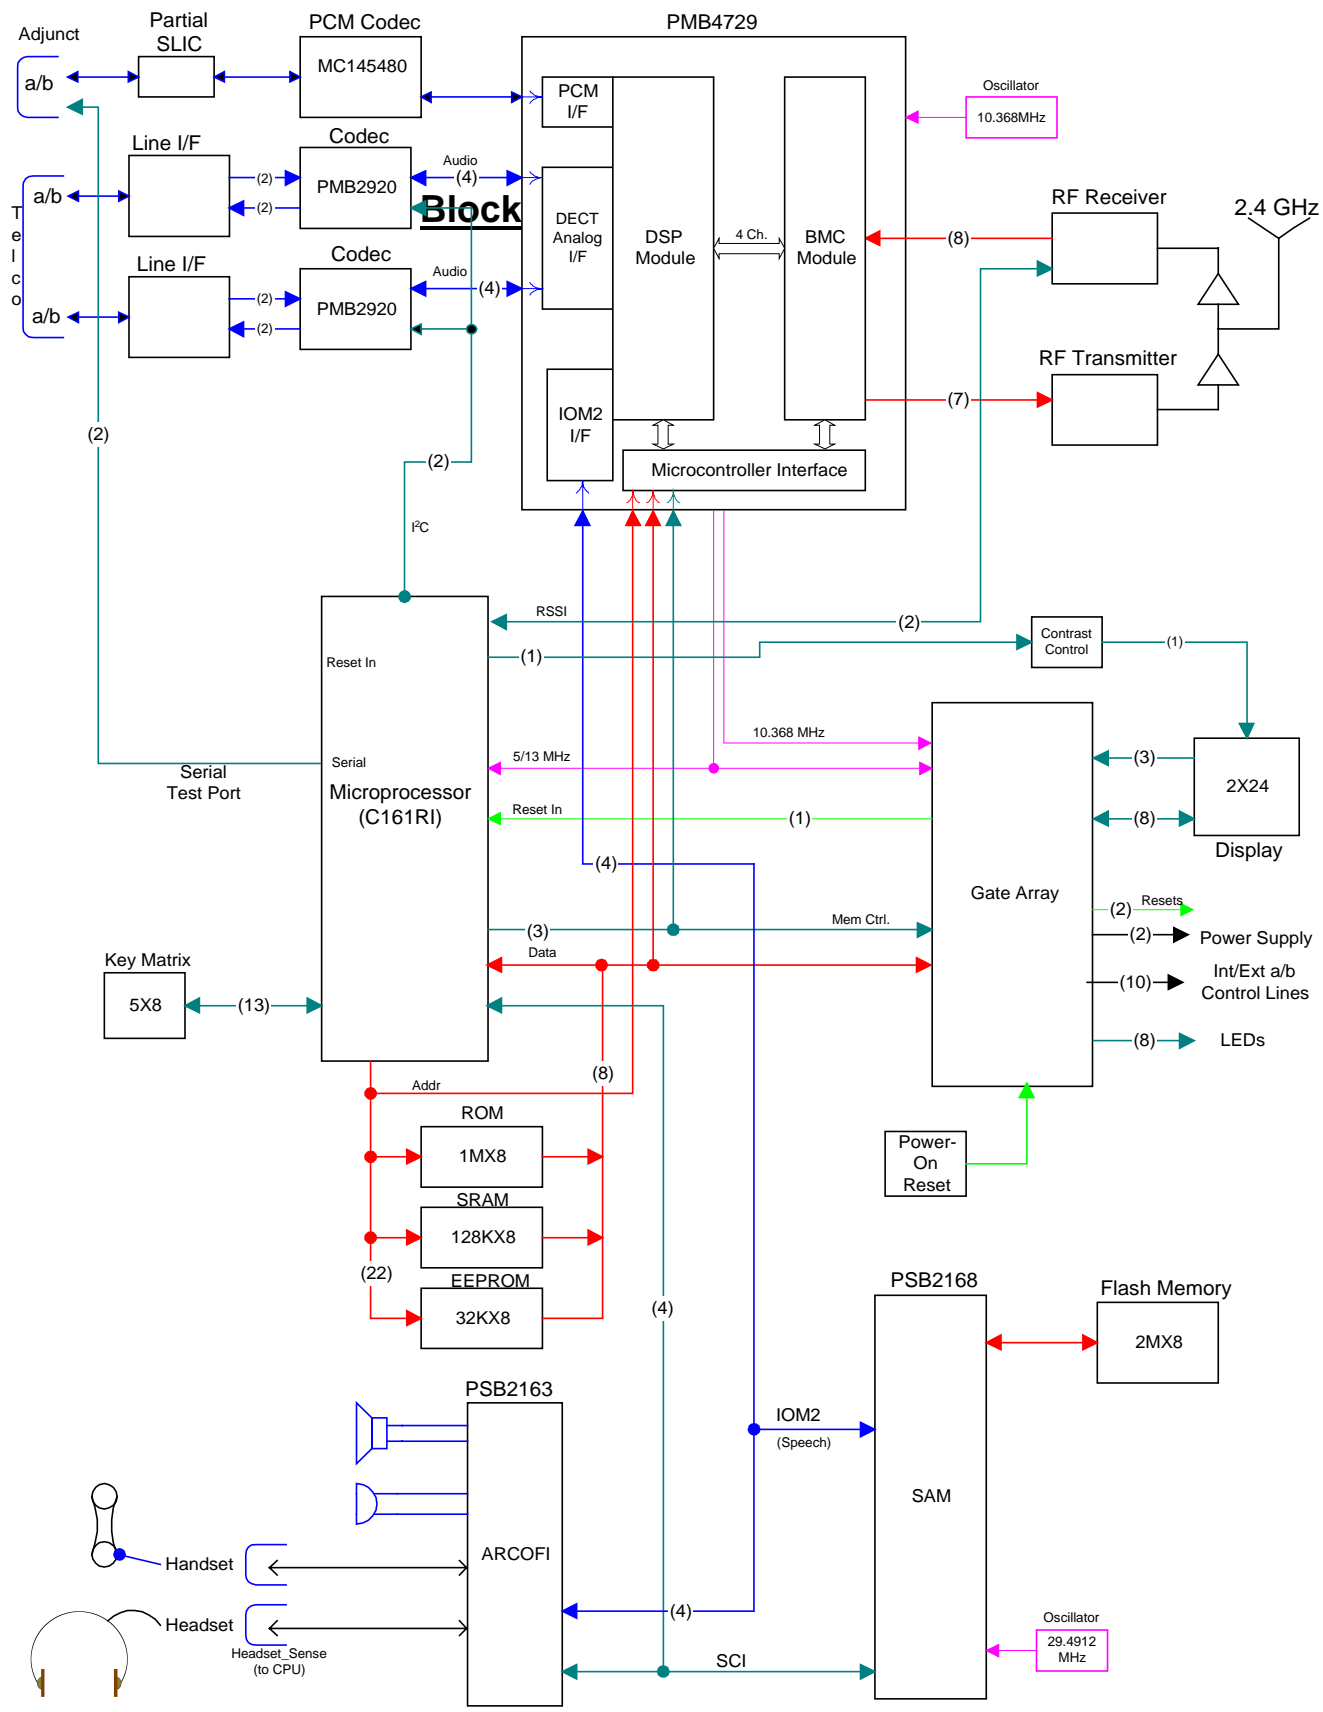 Adjunct
Partial
SLIC
PCM Codec
PMB4729
a/b
MC145480
PCM
I/F
Oscillator
10.368MHz
Line I/F
Codec
Audio
(4)
(2)
(2)
PMB2920
a/b
Telco
Block
DECT
Analog
I/F
DSP
Module
4 Ch.
BMC
Module
(8)
RF Receiver
2.4 GHz
Line I/F
Codec
Audio
(4)
(2)
(2)
PMB2920
a/b
RF Transmitter
(7)
IOM2
I/F
Microcontroller Interface
(2)
(2)
I²C
RSSI
(2)
Reset In
(1)
Contrast
Control
(1)
10.368 MHz
5/13 MHz
Serial
Serial
Test Port
Microprocessor
(C161RI)
Reset In
(1)
(3)
2X24
(8)
Display
(4)
Gate Array
(2)
Resets
(3)
Mem Ctrl.
(2)
Power Supply
Data
Key Matrix
5X8
(13)
(10)
Int/Ext a/b
Control Lines
(8)
LEDs
(8)
Addr
ROM
1MX8
Power-
On
Reset
SRAM
128KX8
(22)
EEPROM
32KX8
(4)
PSB2168
Flash Memory
2MX8
PSB2163
IOM2
(Speech)
SAM
ARCOFI
Handset
Headset
(4)
Headset_Sense
(to CPU)
SCI
Oscillator
29.4912
MHz